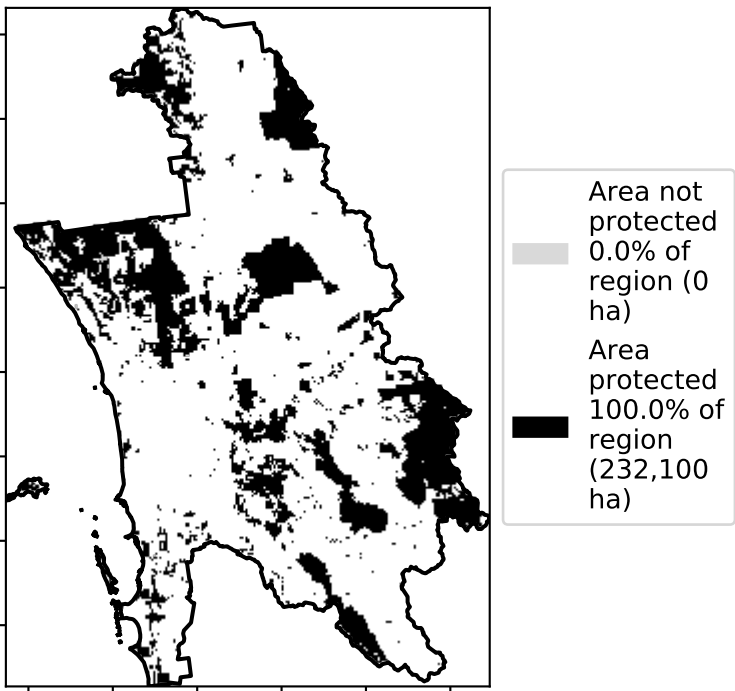 Area not
protected
0.0% of
region (0
ha)
Area
protected
100.0% of
region
(232,100
ha)